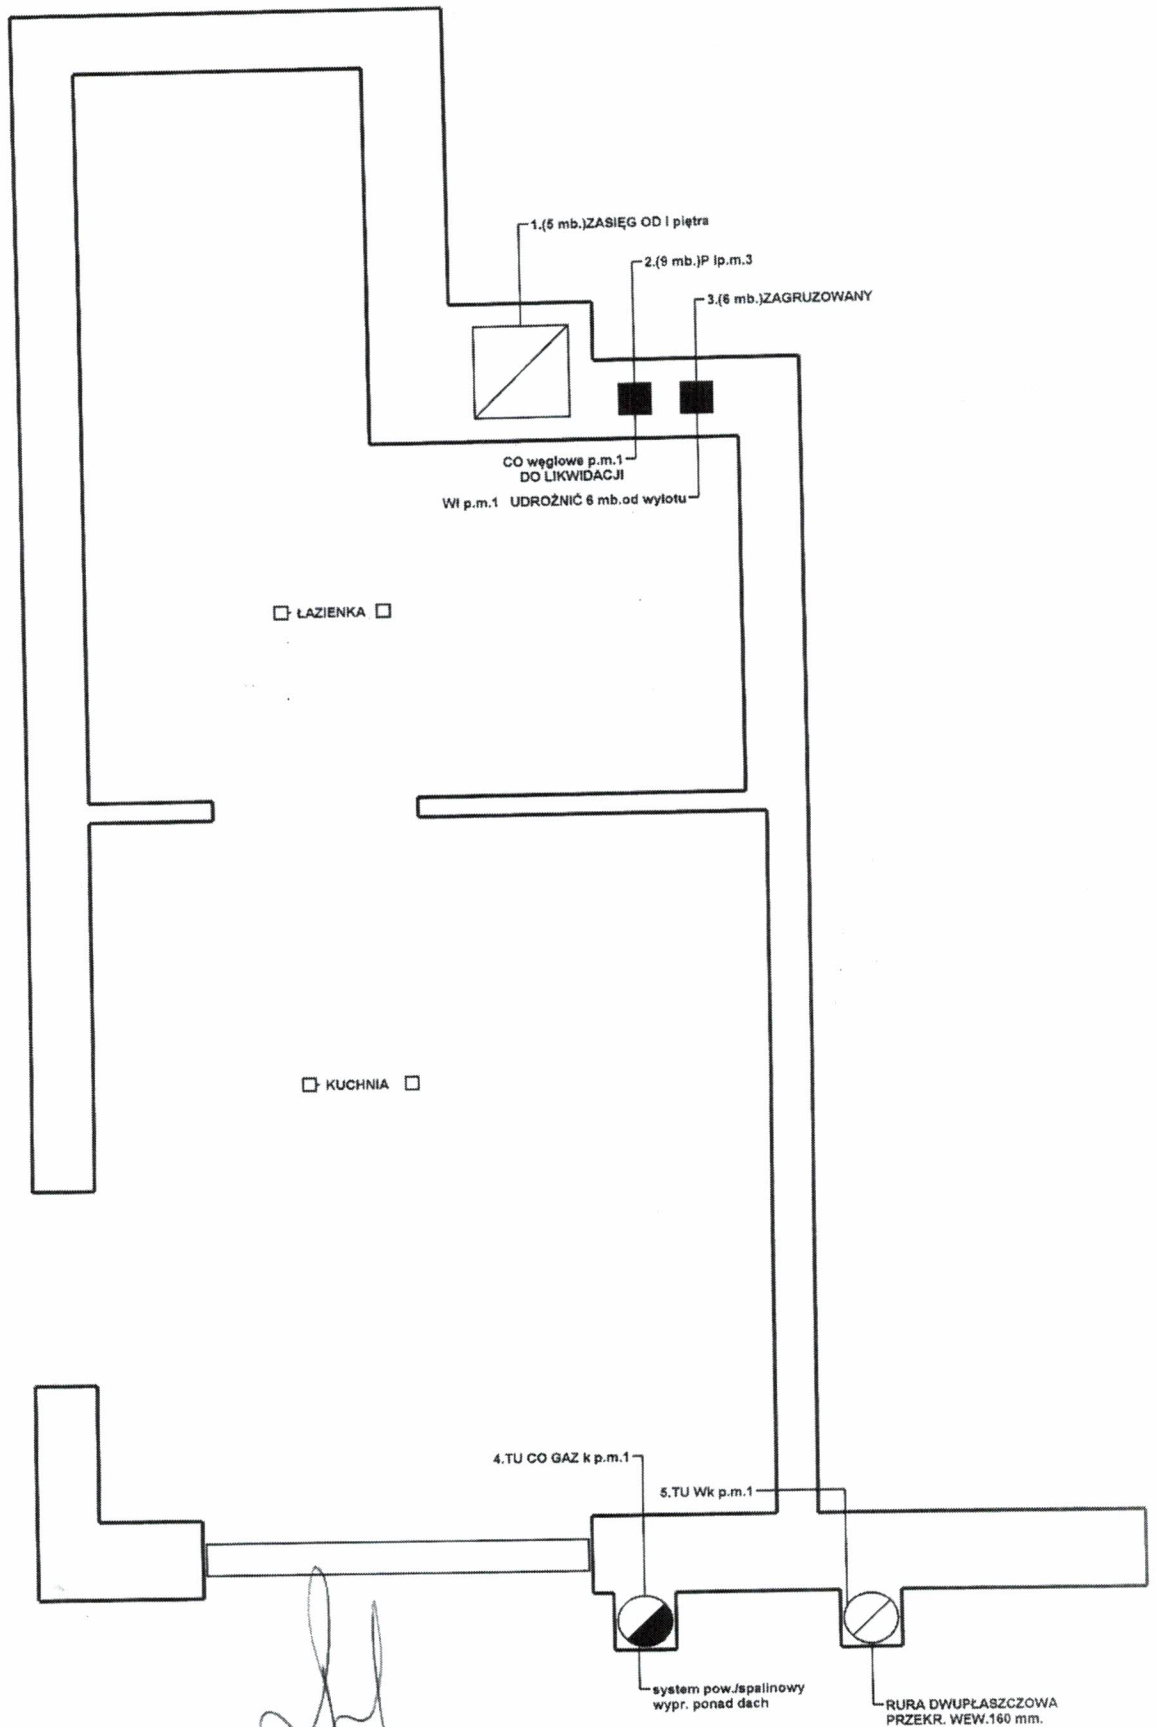 1.(5 mb.)ZASIĘG OD I piętra
2.(9 mb.)P Ip.m.3
3.(6 mb.)ZAGRUZOWANY
CO węglowe p.m.1
DO LIKWIDACJI
Wł p.m.1 UDROŻNIĆ 6 mb.od wylotu
ŁAZIENKA
KUCHNIA
4.TU CO GAZ k p.m.1
5.TU Wk p.m.1
system pow./spalinowy
wypr. ponad dach
RURA DWUPŁASZCZOWA
PRZEKR. WEW.160 mm.